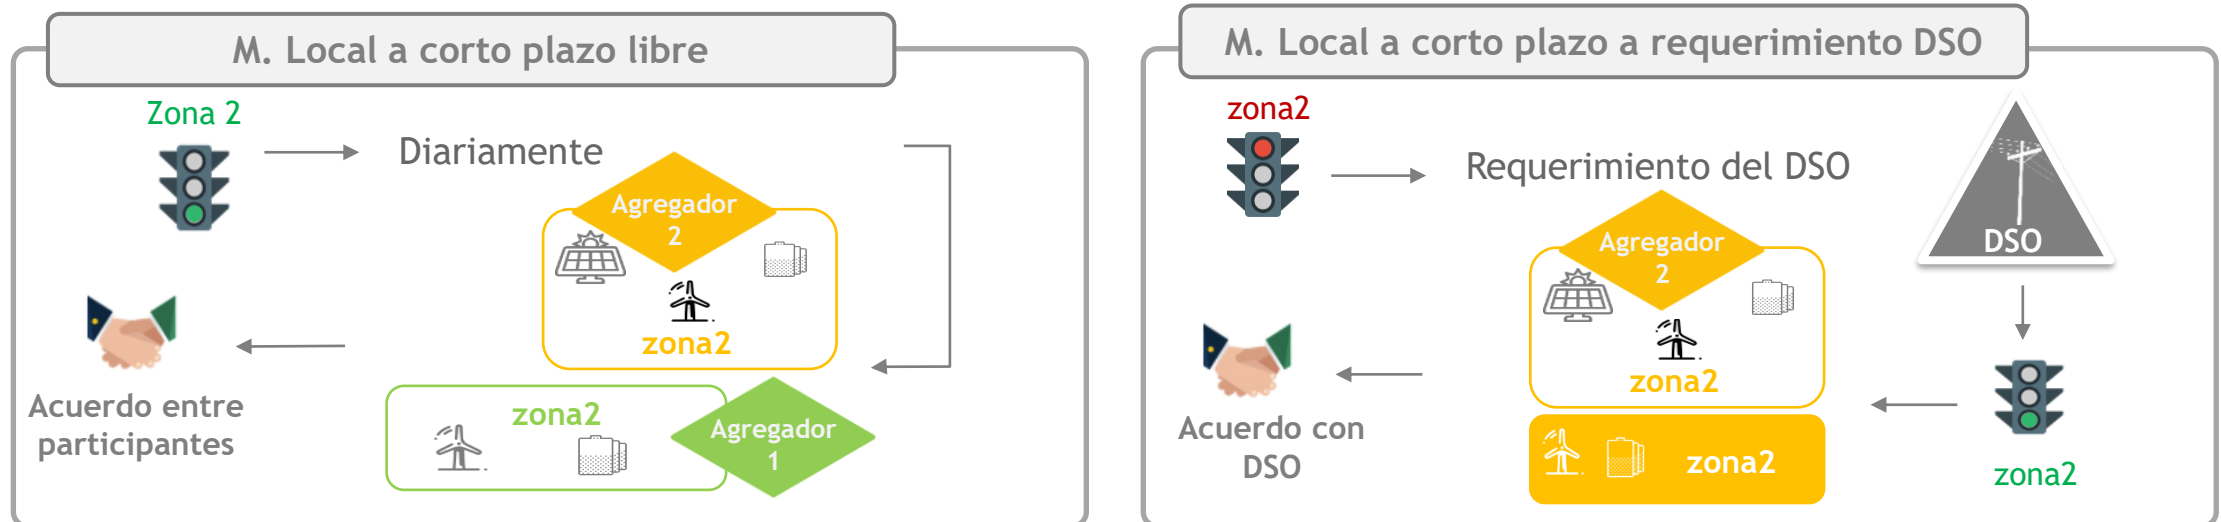 M. Local a corto plazo libre
Zona 2
Diariamente
Agregador
2
zona2
zona2
Agregador
1
Acuerdo entre
participantes
M. Local a corto plazo a requerimiento DSO
zona2
Requerimiento del DSO
DSO
Agregador
2
zona2
Acuerdo con
DSO
zona2
zona2